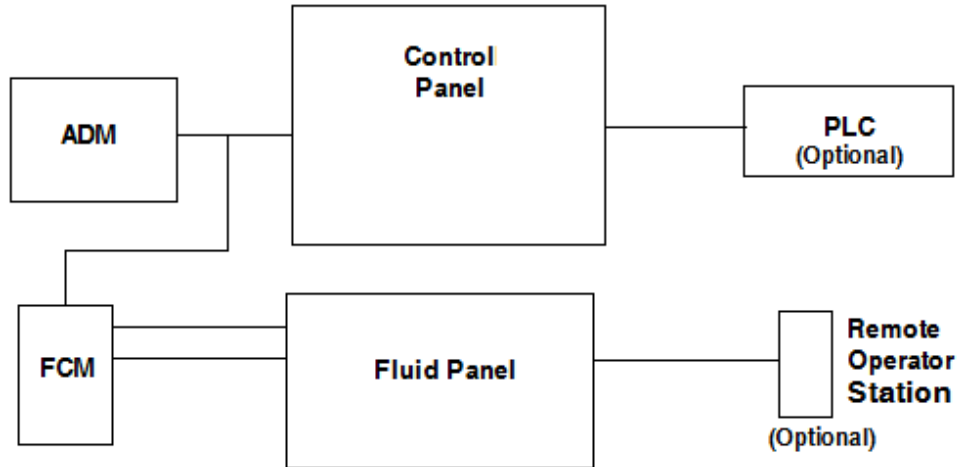 Control
Panel
ADM
PLC
(Optional)
FCM
Fluid Panel
Remote
Operator
Station
(Optional)